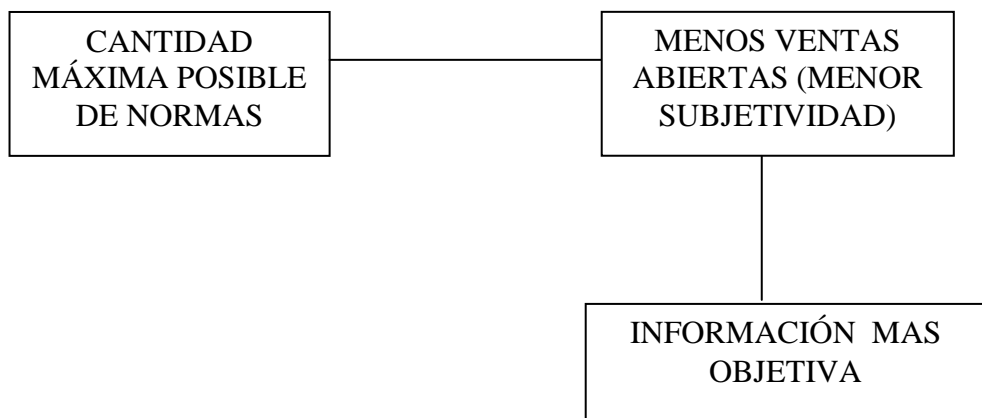 CANTIDAD
MÁXIMA POSIBLE
DE NORMAS
MENOS VENTAS
ABIERTAS (MENOR
SUBJETIVIDAD)
INFORMACIÓN MAS
OBJETIVA